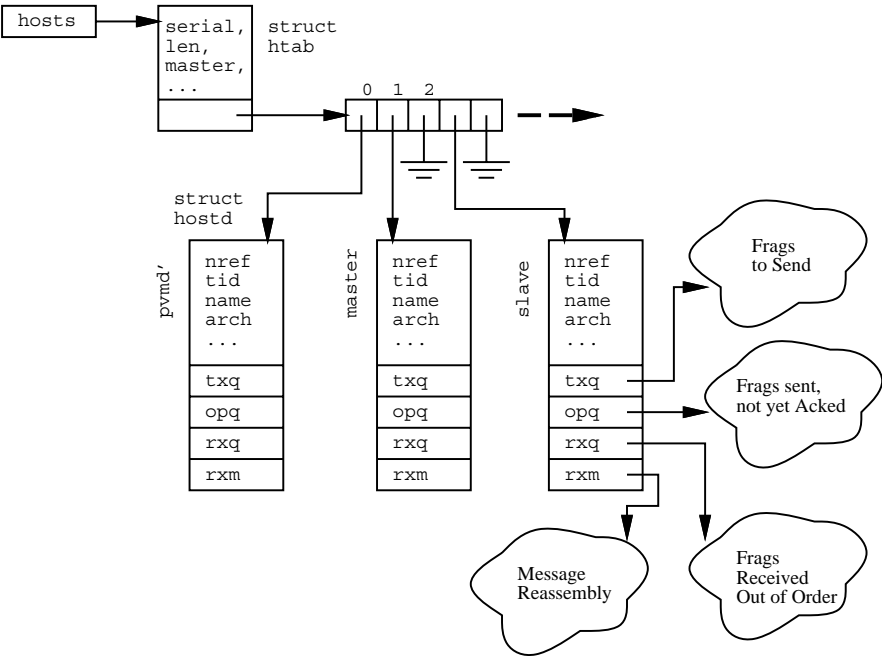 hosts
serial,
len,
master,
...
struct
htab
0 1 2
struct
hostd
pvmd'
nref
tid
name
arch
...
txq
opq
rxq
rxm
master
nref
tid
name
arch
...
txq
opq
rxq
rxm
slave
nref
tid
name
arch
...
txq
opq
rxq
rxm
Frags
to Send
Frags sent,
not yet Acked
Message
Reassembly
Frags
Received
Out of Order